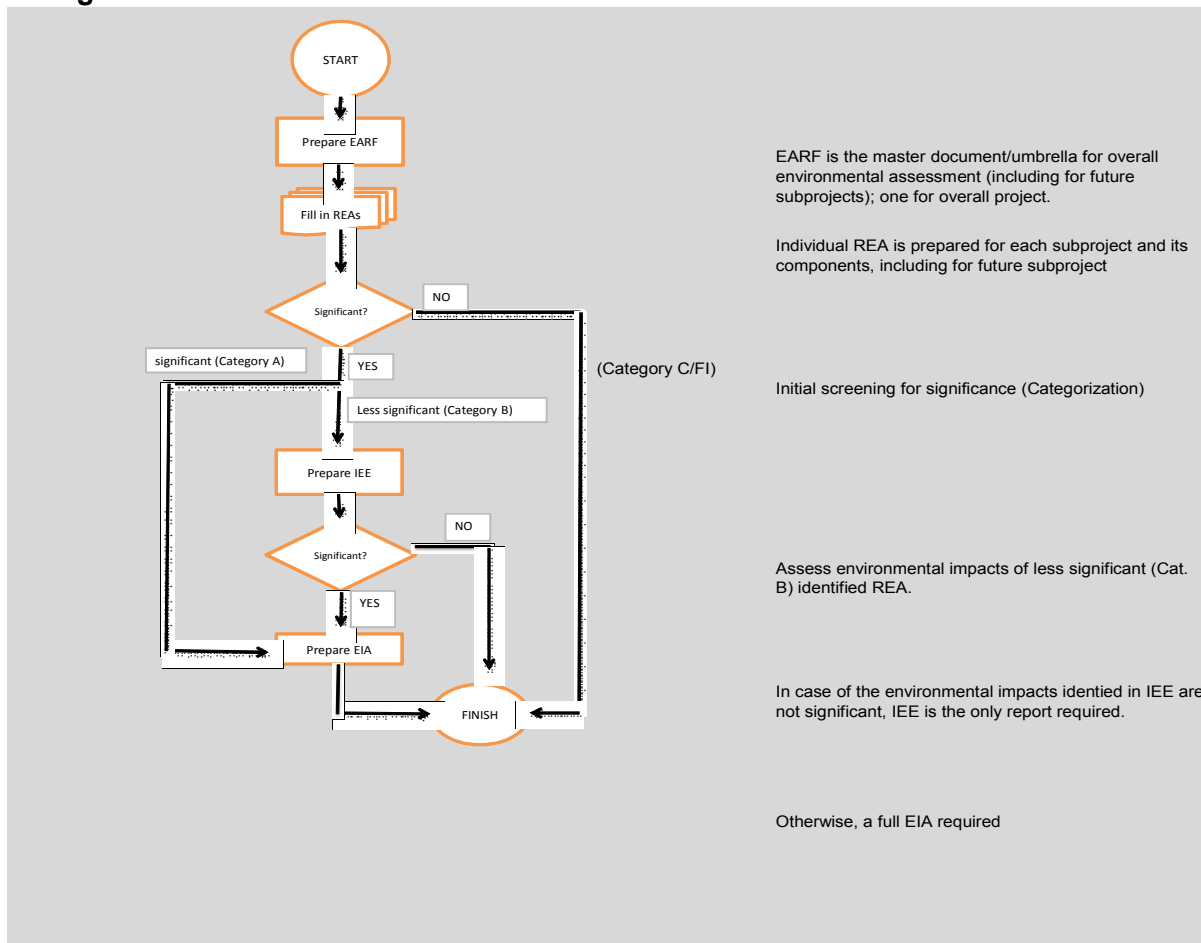 START
Prepare EARF
EARF is the master document/umbrella for overall
environmental assessment (including for future
subprojects); one for overall project.
Fill in REAs
Individual REA is prepared for each subproject and its
components, including for future subproject
NO
Significant?
significant (Category A)
YES
(Category C/FI)
Initial screening for significance (Categorization)
Less significant (Category B)
Prepare IEE
NO
Significant?
Assess environmental impacts of less significant (Cat.
B) identified REA.
YES
Prepare EIA
In case of the environmental impacts identied in IEE are
not significant, IEE is the only report required.
FINISH
Otherwise, a full EIA required